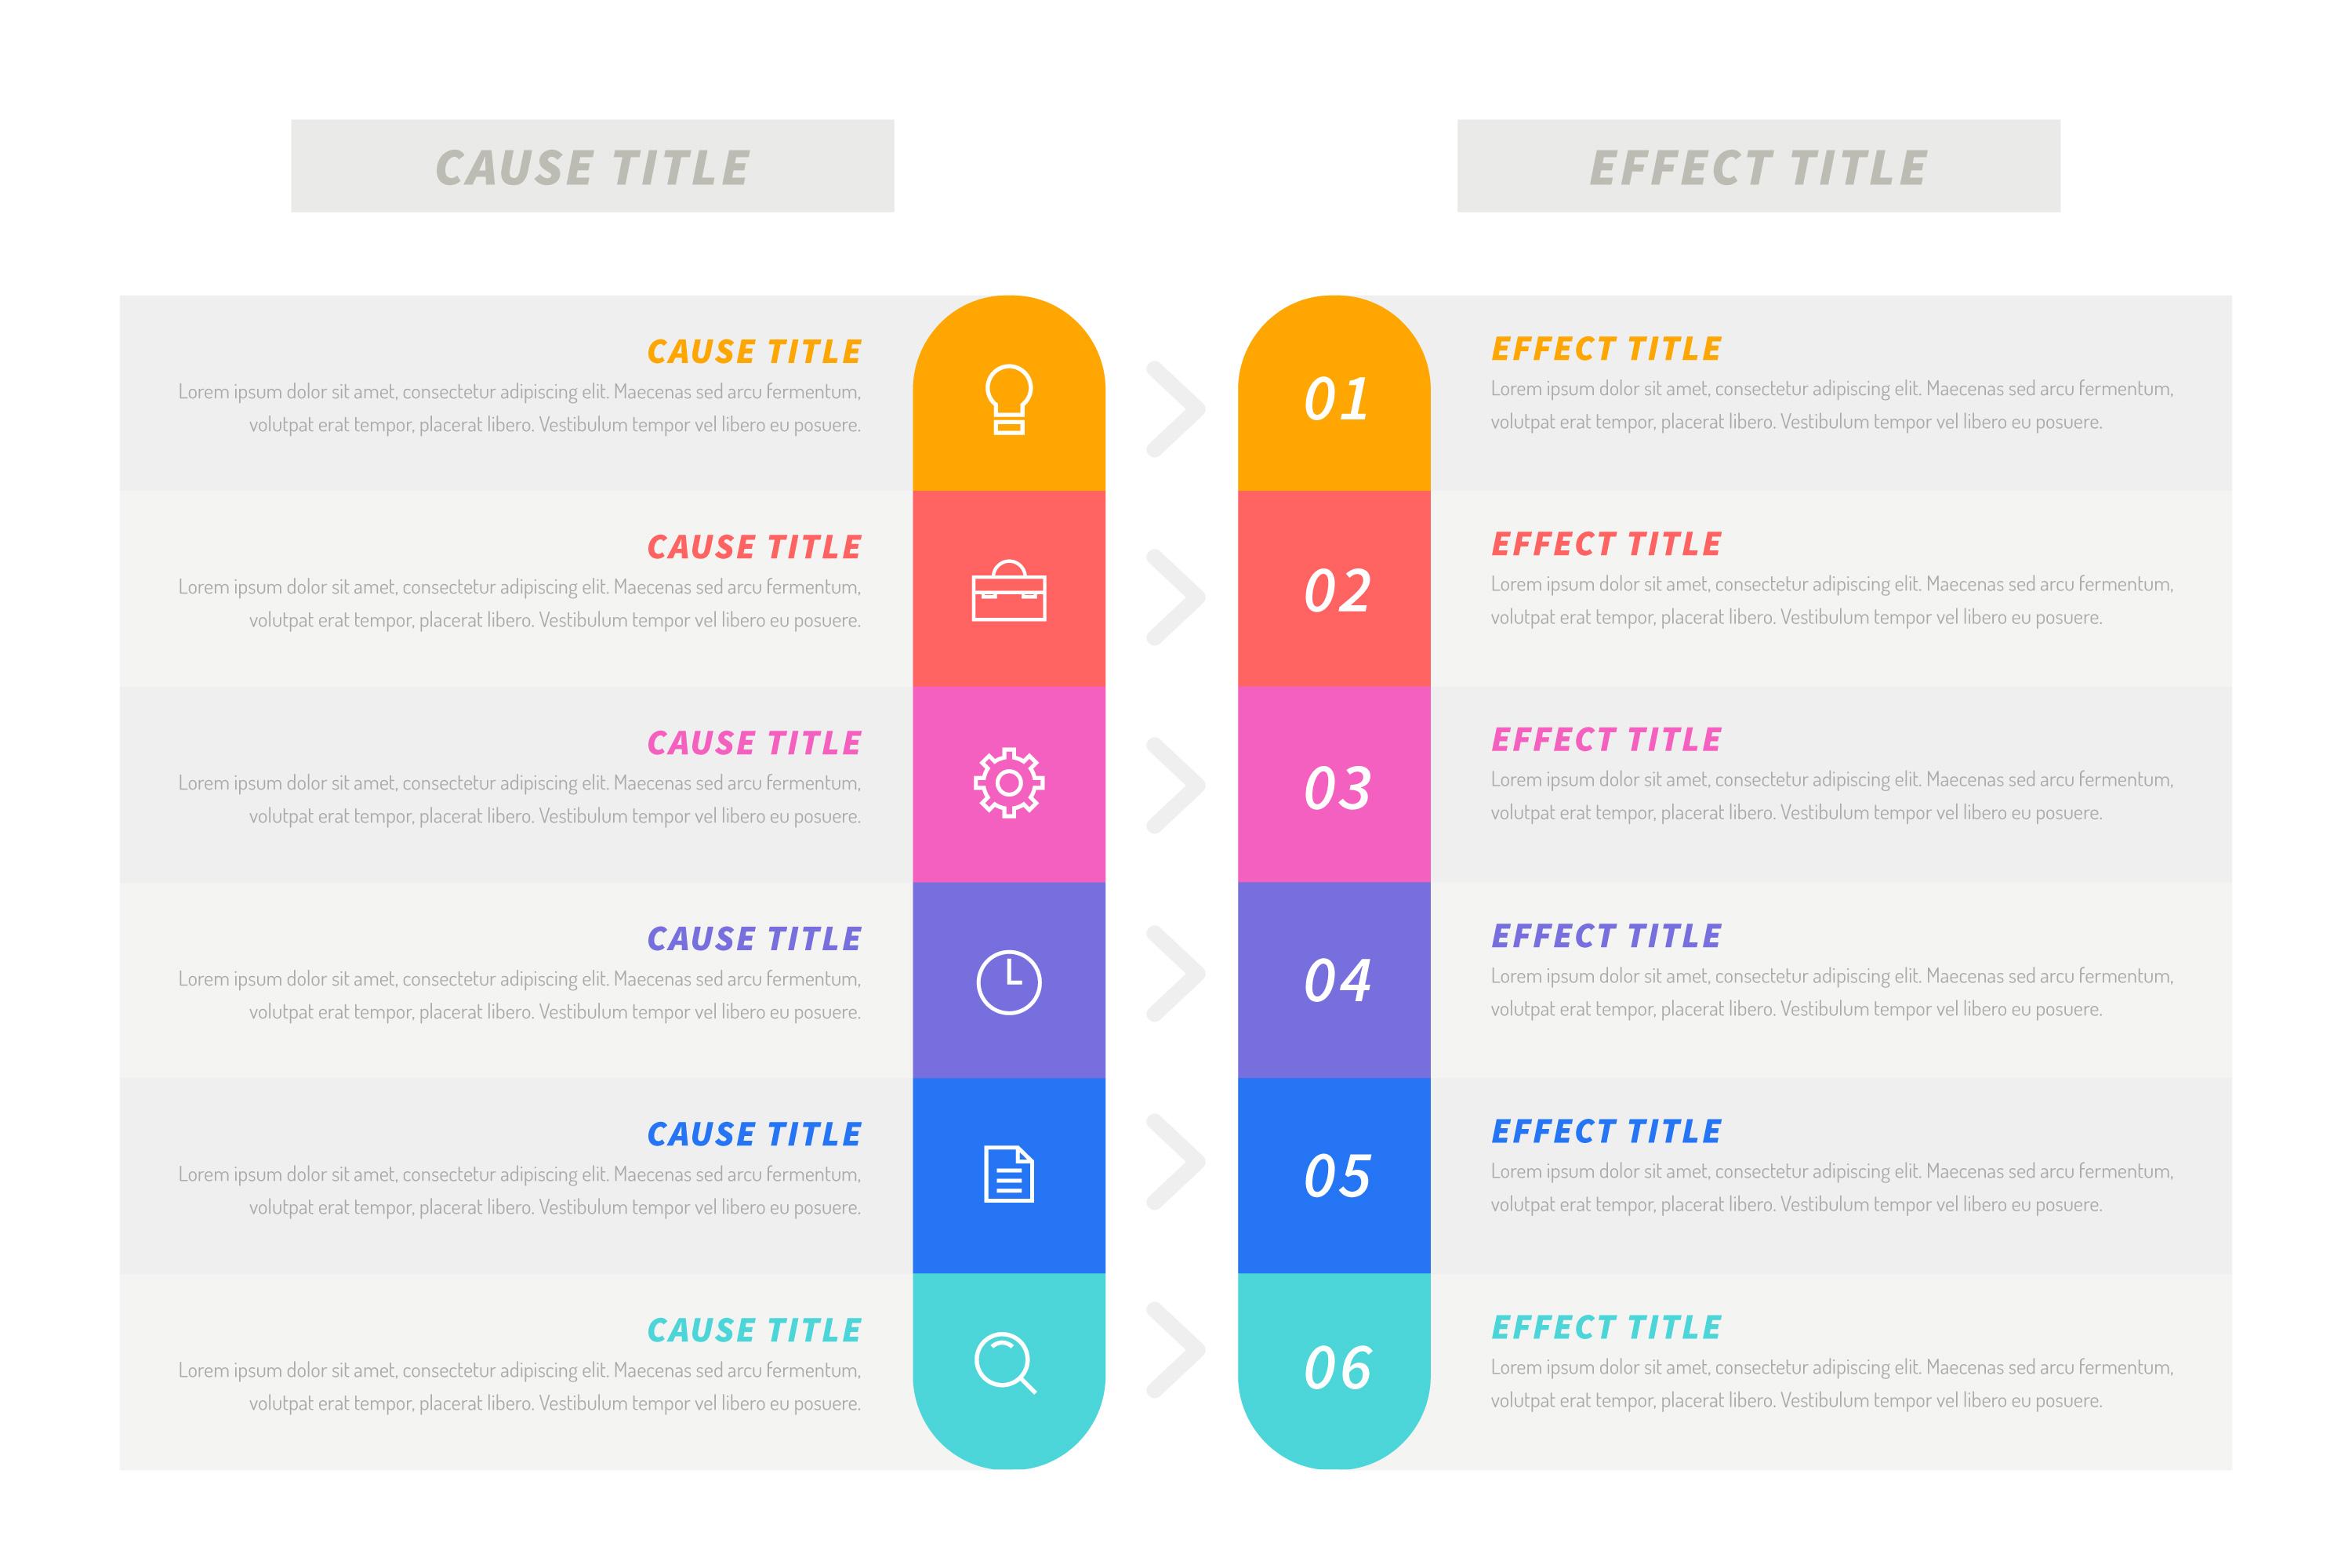 CAUSE TITLE
EFFECT TITLE
CAUSE TITLE
Lorem ipsum dolor sit amet, consectetur adipiscing elit. Maecenas sed arcu fermentum,
volutpat erat tempor, placerat libero. Vestibulum tempor vel libero eu posuere.
01
EFFECT TITLE
Lorem ipsum dolor sit amet, consectetur adipiscing elit. Maecenas sed arcu fermentum,
volutpat erat tempor, placerat libero. Vestibulum tempor vel libero eu posuere.
CAUSE TITLE
Lorem ipsum dolor sit amet, consectetur adipiscing elit. Maecenas sed arcu fermentum,
volutpat erat tempor, placerat libero. Vestibulum tempor vel libero eu posuere.
02
EFFECT TITLE
Lorem ipsum dolor sit amet, consectetur adipiscing elit. Maecenas sed arcu fermentum,
volutpat erat tempor, placerat libero. Vestibulum tempor vel libero eu posuere.
CAUSE TITLE
Lorem ipsum dolor sit amet, consectetur adipiscing elit. Maecenas sed arcu fermentum,
volutpat erat tempor, placerat libero. Vestibulum tempor vel libero eu posuere.
03
EFFECT TITLE
Lorem ipsum dolor sit amet, consectetur adipiscing elit. Maecenas sed arcu fermentum,
volutpat erat tempor, placerat libero. Vestibulum tempor vel libero eu posuere.
CAUSE TITLE
Lorem ipsum dolor sit amet, consectetur adipiscing elit. Maecenas sed arcu fermentum,
volutpat erat tempor, placerat libero. Vestibulum tempor vel libero eu posuere.
04
EFFECT TITLE
Lorem ipsum dolor sit amet, consectetur adipiscing elit. Maecenas sed arcu fermentum,
volutpat erat tempor, placerat libero. Vestibulum tempor vel libero eu posuere.
CAUSE TITLE
Lorem ipsum dolor sit amet, consectetur adipiscing elit. Maecenas sed arcu fermentum,
volutpat erat tempor, placerat libero. Vestibulum tempor vel libero eu posuere.
05
EFFECT TITLE
Lorem ipsum dolor sit amet, consectetur adipiscing elit. Maecenas sed arcu fermentum,
volutpat erat tempor, placerat libero. Vestibulum tempor vel libero eu posuere.
CAUSE TITLE
Lorem ipsum dolor sit amet, consectetur adipiscing elit. Maecenas sed arcu fermentum,
volutpat erat tempor, placerat libero. Vestibulum tempor vel libero eu posuere.
06
EFFECT TITLE
Lorem ipsum dolor sit amet, consectetur adipiscing elit. Maecenas sed arcu fermentum,
volutpat erat tempor, placerat libero. Vestibulum tempor vel libero eu posuere.